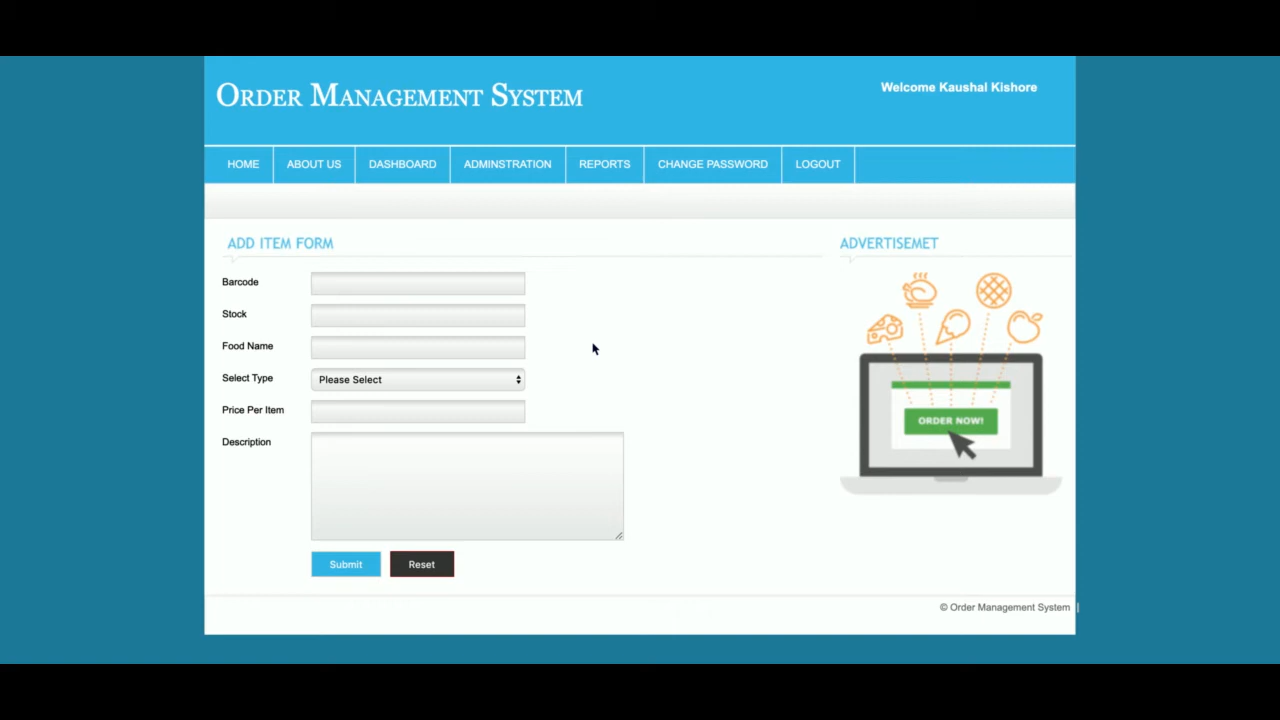 ORDER MANAGEMENT SYSTEM
Welcome Kaushal Kishore
HOME ABOUT US DASHBOARD ADMINSTRATION REPORTS CHANGE PASSWORD LOGOUT
ADD ITEM FORM
ADVERTISEMET
Barcode
Stock
Food Name
Select Type Please Select
Price Per Item
Description
ORDER NOW!
Submit Reset
© Order Management System |